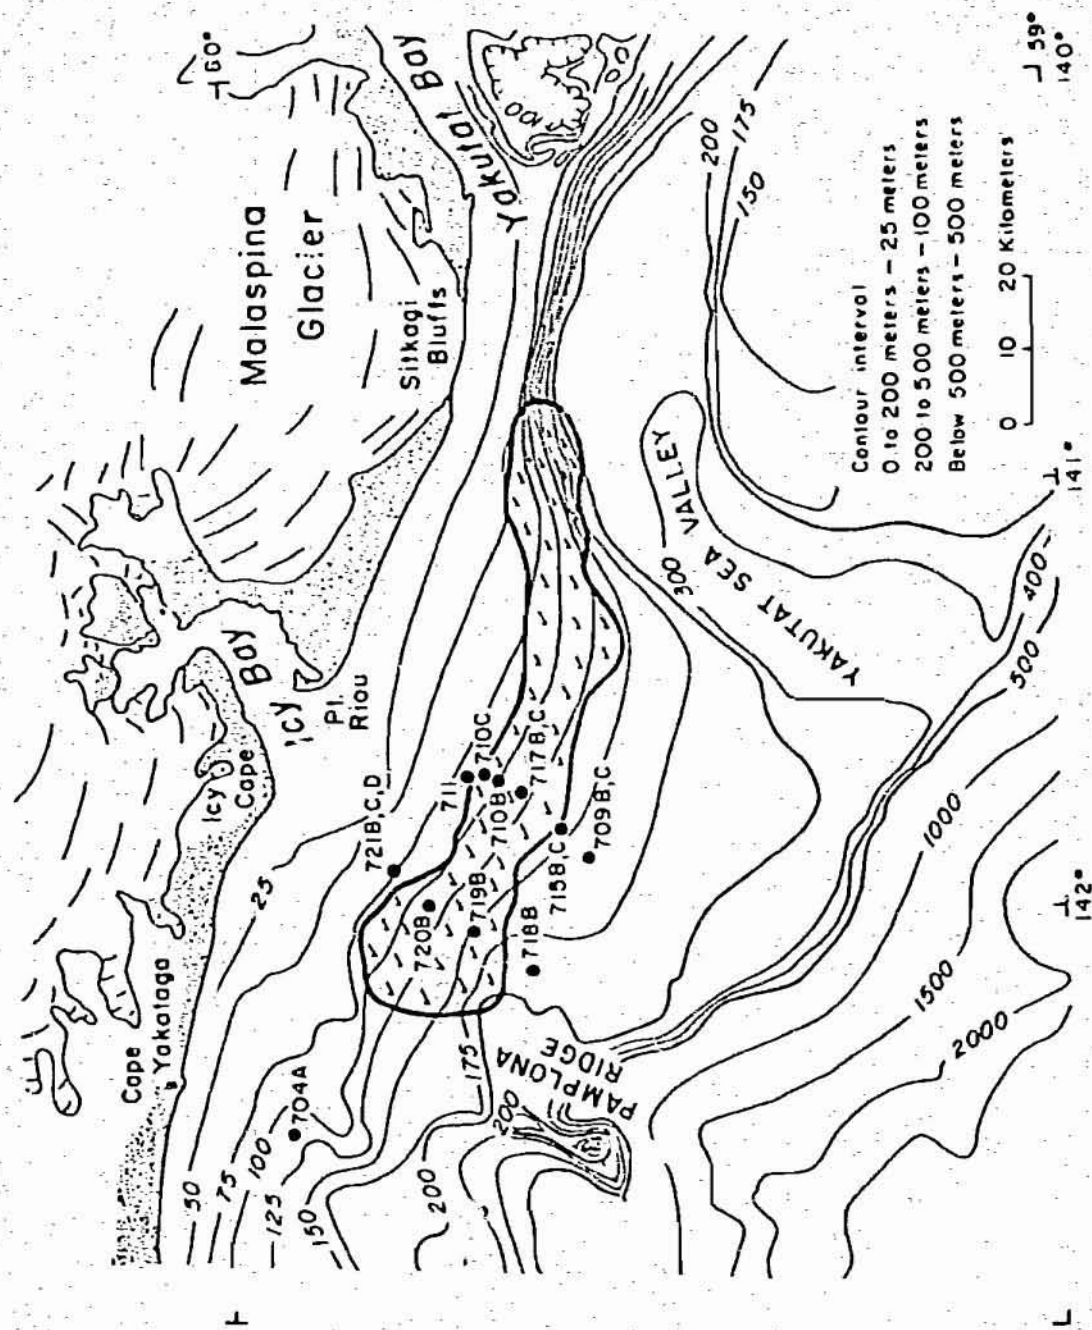 60°
Yakutat Bay
100
Malaspina
Glacier
Sitkagi
Bluffs
ICY BAY
Pt.
Riou
Icy
Cape
Cape
Yakataga
25
50
75
100
125
150
175
200
200
704A
721B,C,D
711
710C
710B
717B,C
720B
719B
715B,C
709B,C
718B
PAMPLONA
RIDGE
YAKUTAT SEA VALLEY
300
400
500
1000
1500
2000
200
175
150
Contour interval
0 to 200 meters – 25 meters
200 to 500 meters – 100 meters
Below 500 meters – 500 meters
0 10 20 Kilometers
59°
140°
141°
142°